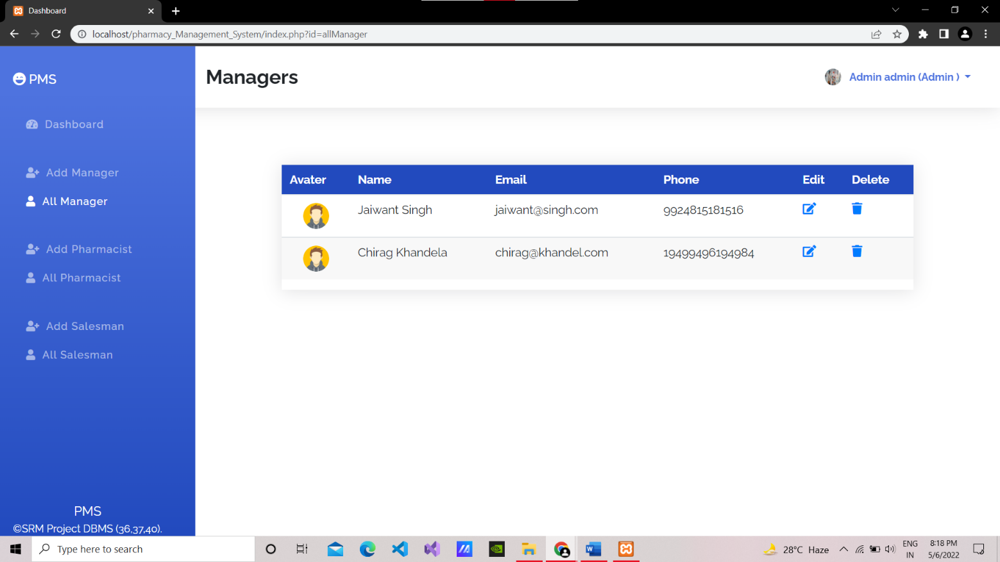 Dashboard
localhost/pharmacy_Management_System/index.php?id=allManager
PMS
Managers
Admin admin (Admin )
Dashboard
Add Manager
All Manager
Add Pharmacist
All Pharmacist
Add Salesman
All Salesman
Avater Name Email Phone Edit Delete
Jaiwant Singh jaiwant@singh.com 9924815181516
Chirag Khandela chirag@khandel.com 19499496194984
PMS
©SRM Project DBMS (36,37,40).
Type here to search
28°C Haze
ENG
IN
8:18 PM
5/6/2022